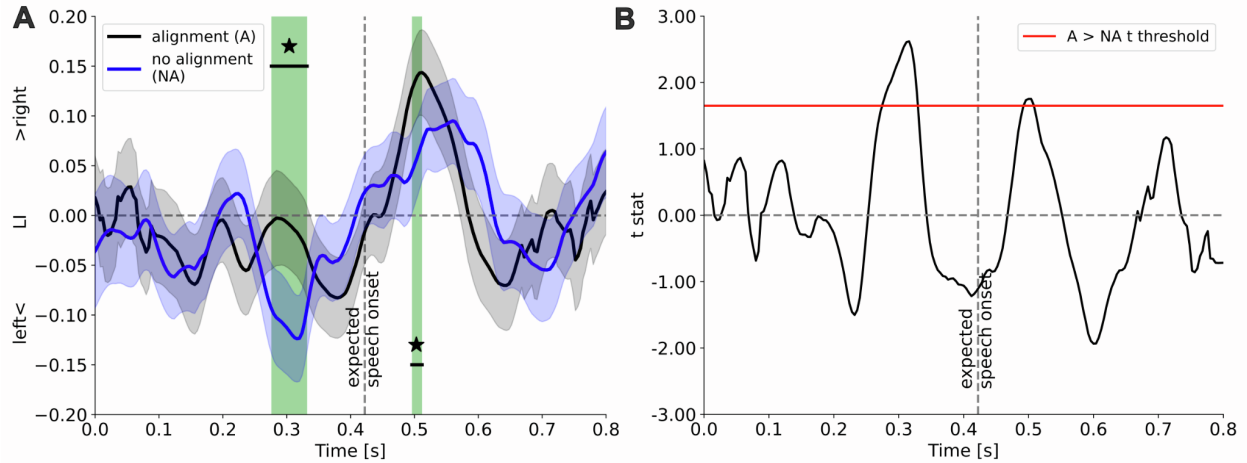 A
0.20
0.15
0.10
0.05
0.00
−0.05
−0.10
−0.15
−0.20
left<
LI
>right
alignment (A)
no alignment
(NA)
★
★
expected
speech onset
0.0
0.1
0.2
0.3
0.4
0.5
0.6
0.7
0.8
Time [s]
B
3.00
2.00
1.00
0.00
-1.00
-2.00
-3.00
t stat
A > NA t threshold
expected
speech onset
0.0
0.1
0.2
0.3
0.4
0.5
0.6
0.7
0.8
Time [s]